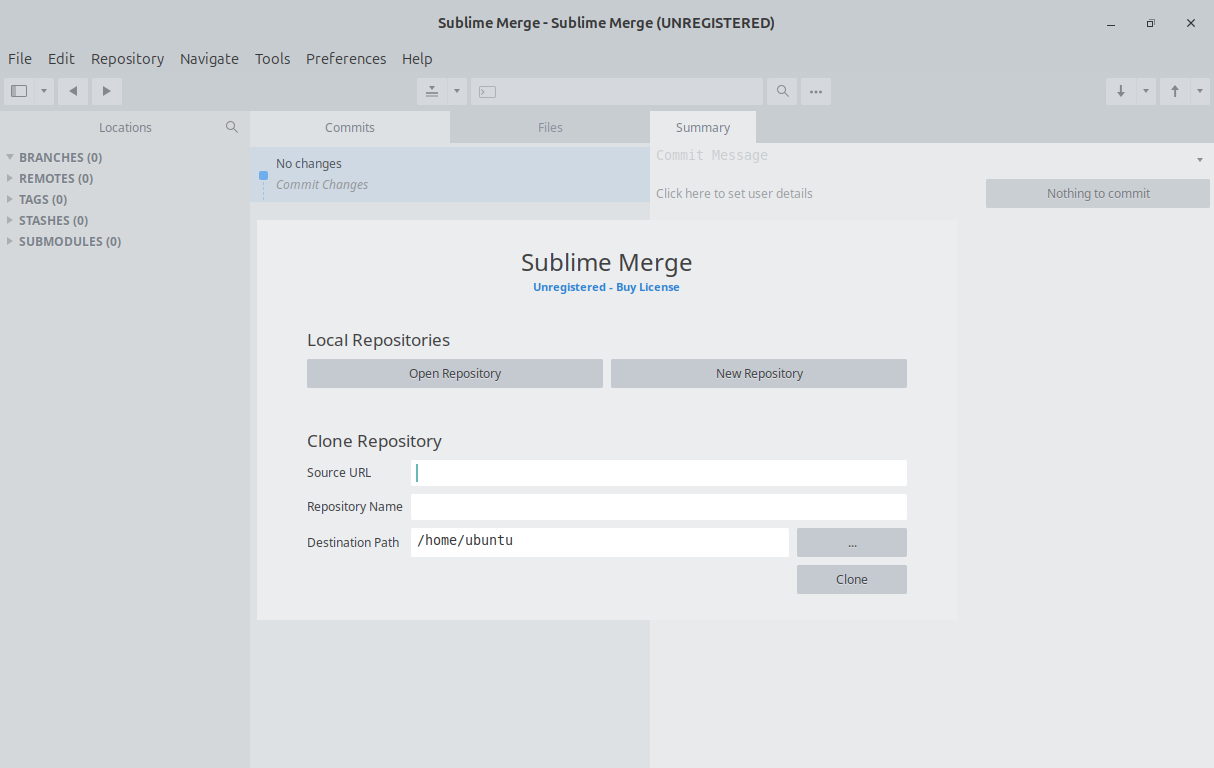 Sublime Merge - Sublime Merge (UNREGISTERED)
File Edit Repository Navigate Tools Preferences Help
Locations
Commits
Files
Summary
BRANCHES (0)
REMOTES (0)
TAGS (0)
STASHES (0)
SUBMODULES (0)
No changes
Commit Changes
Commit Message
Click here to set user details
Nothing to commit
Sublime Merge
Unregistered - Buy License
Local Repositories
Open Repository
New Repository
Clone Repository
Source URL
Repository Name
Destination Path
/home/ubuntu
...
Clone